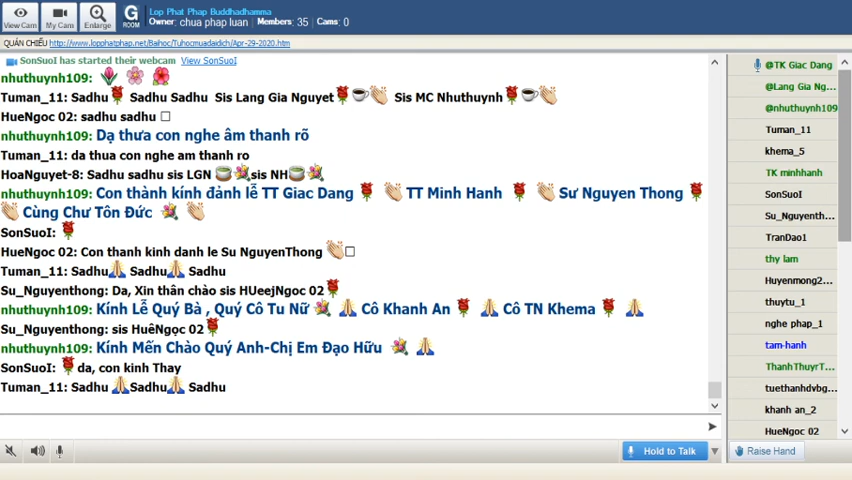 Lop Phat Phap Buddhadhamma
Owner: chua phap luan Members: 35 Cams: 0
View Cam
My Cams
Enlarge
G
ROOM
QUÁN CHIẾU http://www.lopphatphap.net/Baihoc/Tuhocmuadaidich/Apr-29-2020.htm
SonSuoI has started their webcam View SonSuoI
nhuthuynh109:
Tuman_11: Sadhu Sadhu Sadhu Sis Lang Gia Nguyet Sis MC Nhuthuynh
HueNgoc 02: sadhu sadhu
nhuthuynh109: Dạ thưa con nghe âm thanh rõ
Tuman_11: da thua con nghe am thanh ro
HoaNguyet-8: Sadhu sadhu sis LGN sis NH
nhuthuynh109: Con thành kính đảnh lễ TT Giac Dang TT Minh Hanh Sư Nguyen Thong
Cùng Chư Tôn Đức
SonSuoI:
HueNgoc 02: Con thanh kinh danh le Su NguyenThong
Tuman_11: Sadhu Sadhu Sadhu
Su_Nguyenthong: Da, Xin thân chào sis HUeejNgoc 02
nhuthuynh109: Kính Lễ Quý Bà , Quý Cô Tu Nữ Cô Khanh An Cô TN Khema
Su_Nguyenthong: sis HuêNgọc 02
nhuthuynh109: Kính Mến Chào Quý Anh-Chị Em Đạo Hữu
SonSuoI: da, con kinh Thay
Tuman_11: Sadhu Sadhu Sadhu
Hold to Talk
@TK Giac Dang
@Lang Gia Ng...
@nhuthuynh109
Tuman_11
khema_5
TK minhhanh
SonSuoI
Su_Nguyenth...
TranDao1
thy lam
Huyenmong2...
thuytu_1
nghe phap_1
tam-hanh
ThanhThuyrT...
tuethanhdvbg...
khanh an_2
HUeNgoc 02
Raise Hand